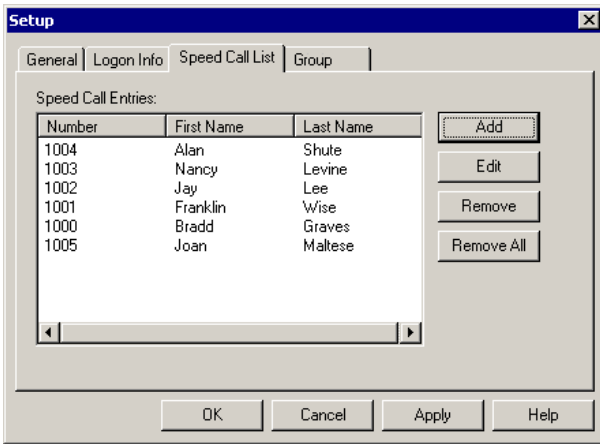 Setup
General Logon Info Speed Call List Group
Speed Call Entries:
Number First Name Last Name
1004 Alan Shute
1003 Nancy Levine
1002 Jay Lee
1001 Franklin Wise
1000 Bradd Graves
1005 Joan Maltese
Add
Edit
Remove
Remove All
OK Cancel Apply Help